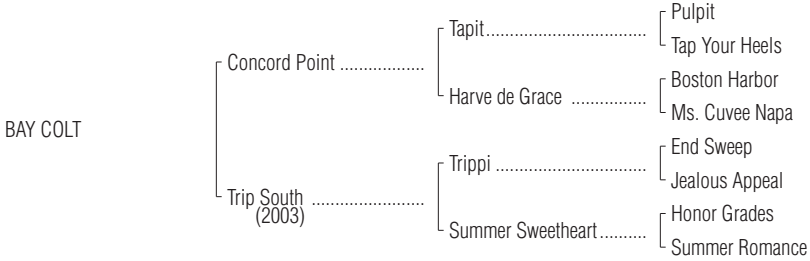 Pulpit
Tapit................................
Tap Your Heels
Concord Point ..................
Boston Harbor
Harve de Grace ................
Ms. Cuvee Napa
BAY COLT
End Sweep
Trippi ................................
Jealous Appeal
Trip South ........................
(2003)
Honor Grades
Summer Sweetheart..........
Summer Romance